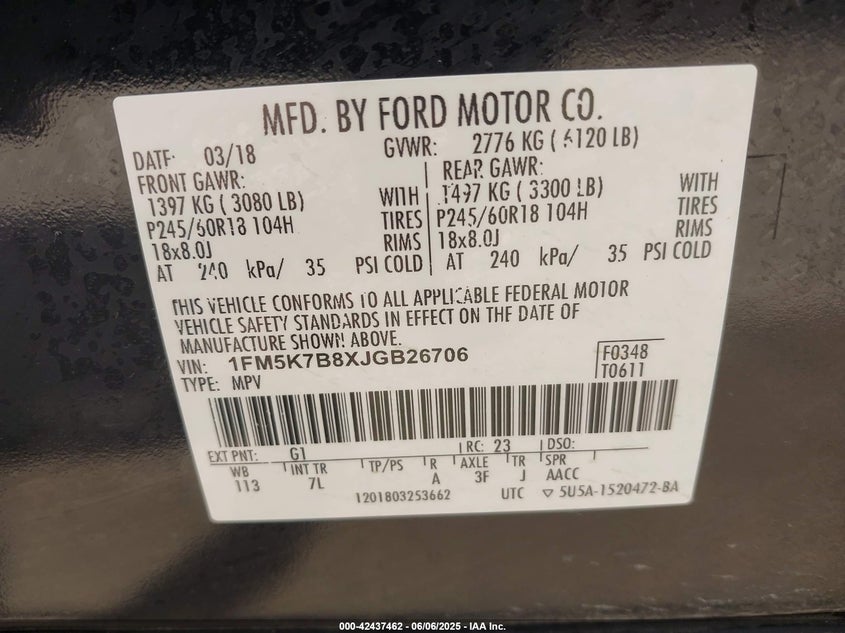 MFD. BY FORD MOTOR CO.
DATE: 03/18 GVWR: 2776 KG ( 6120 LB)
FRONT GAWR: REAR GAWR:
1397 KG ( 3080 LB) WITH 1497 KG ( 3300 LB) WITH
P245/60R18 104H TIRES P245/60R18 104H TIRES
18x8.0J RIMS 18x8.0J RIMS
AT 240 kPa/ 35 PSI COLD AT 240 kPa/ 35 PSI COLD
THIS VEHICLE CONFORMS TO ALL APPLICABLE FEDERAL MOTOR
VEHICLE SAFETY STANDARDS IN EFFECT ON THE DATE OF
MANUFACTURE SHOWN ABOVE.
VIN: 1FM5K7B8XJGB26706 F0348
TYPE: MPV T0611
EXT PNT: G1 RC: 23 DSO:
WB INT TR TP/PS R AXLE TR SPR
113 7L A 3F J AACC
1201803253662 UTC ▽ 5U5A-1520472-BA
000-42437462 - 06/06/2025 - IAA Inc.